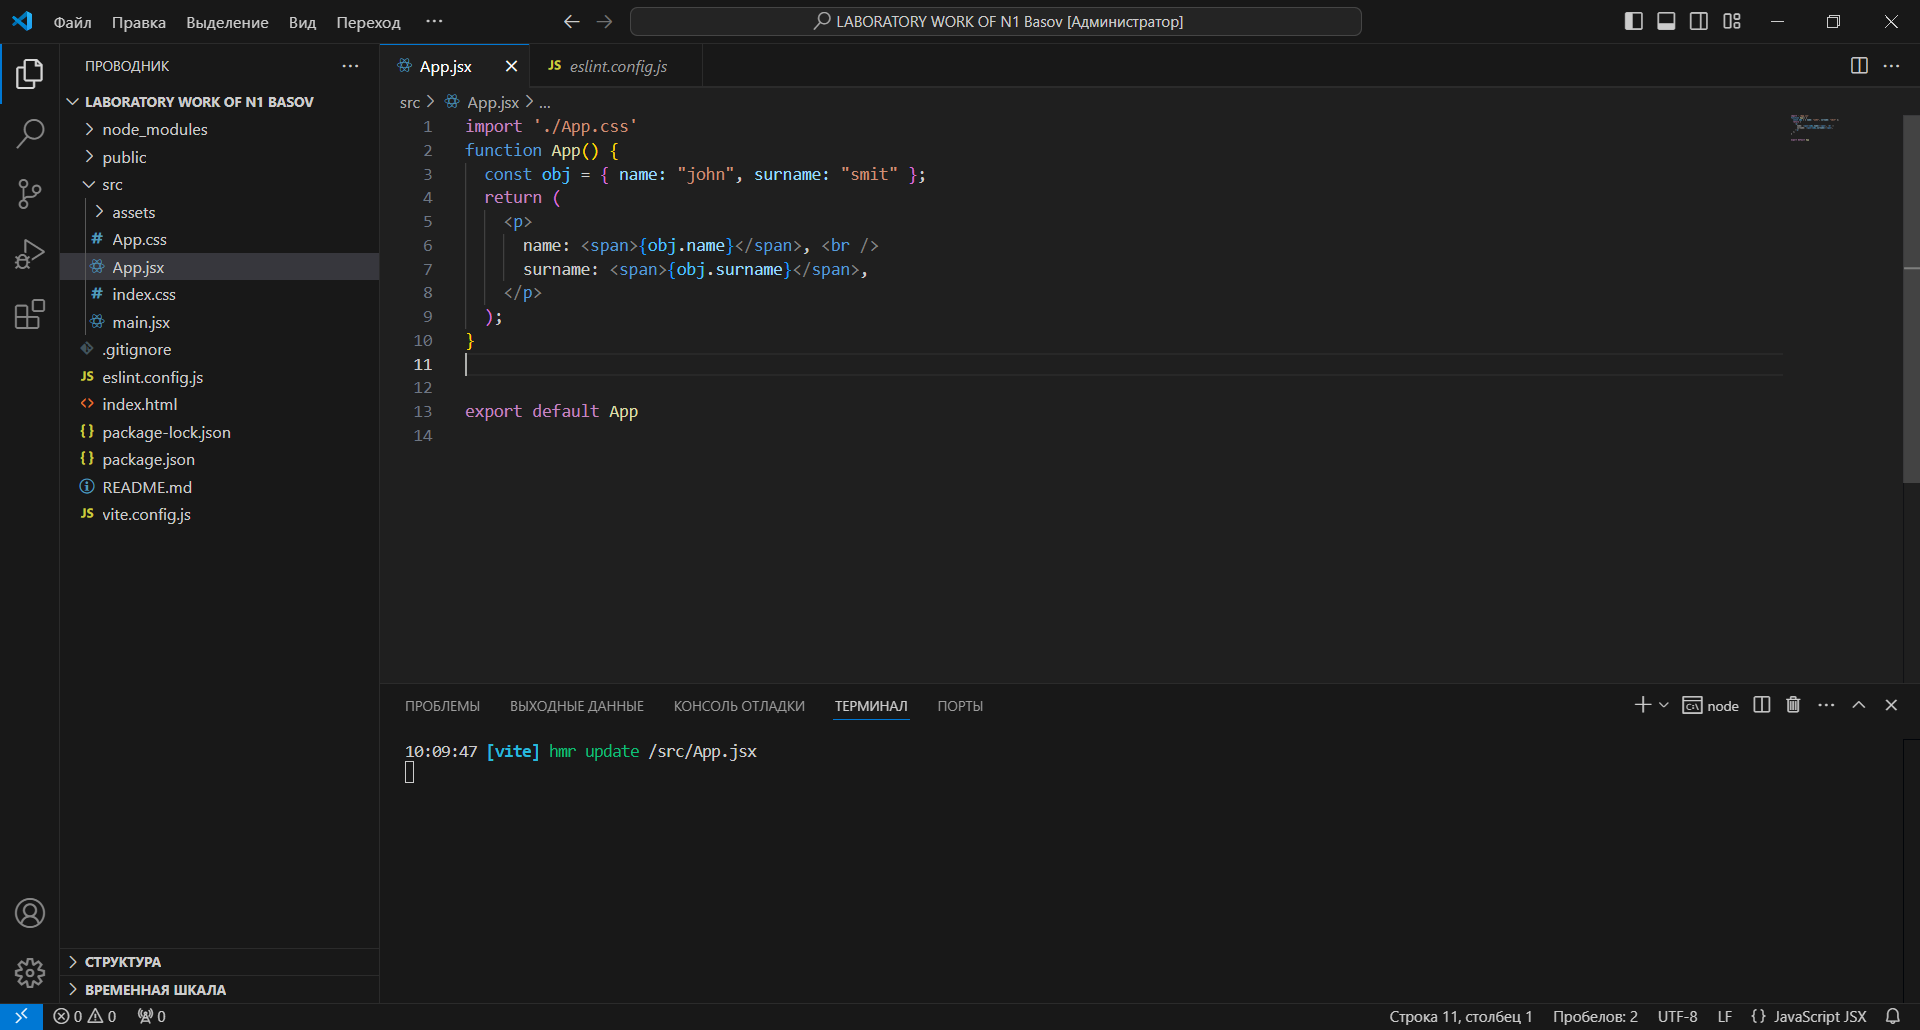 Файл Правка Выделение Вид Переход ··· LABORATORY WORK OF N1 Basov [Администратор]
ПРОВОДНИК ···
LABORATORY WORK OF N1 BASOV
node_modules
public
src
assets
# App.css
App.jsx
# index.css
main.jsx
.gitignore
JS eslint.config.js
<> index.html
{} package-lock.json
{} package.json
README.md
JS vite.config.js
СТРУКТУРА
ВРЕМЕННАЯ ШКАЛА
App.jsx JS eslint.config.js
src > App.jsx > ...
1 import './App.css'
2 function App() {
3   const obj = { name: "john", surname: "smit" };
4   return (
5     <p>
6       name: <span>{obj.name}</span>, <br />
7       surname: <span>{obj.surname}</span>,
8     </p>
9   );
10 }
11
12
13 export default App
14
ПРОБЛЕМЫ ВЫХОДНЫЕ ДАННЫЕ КОНСОЛЬ ОТЛАДКИ ТЕРМИНАЛ ПОРТЫ node
10:09:47 [vite] hmr update /src/App.jsx
0 0 0 Строка 11, столбец 1 Пробелов: 2 UTF-8 LF {} JavaScript JSX